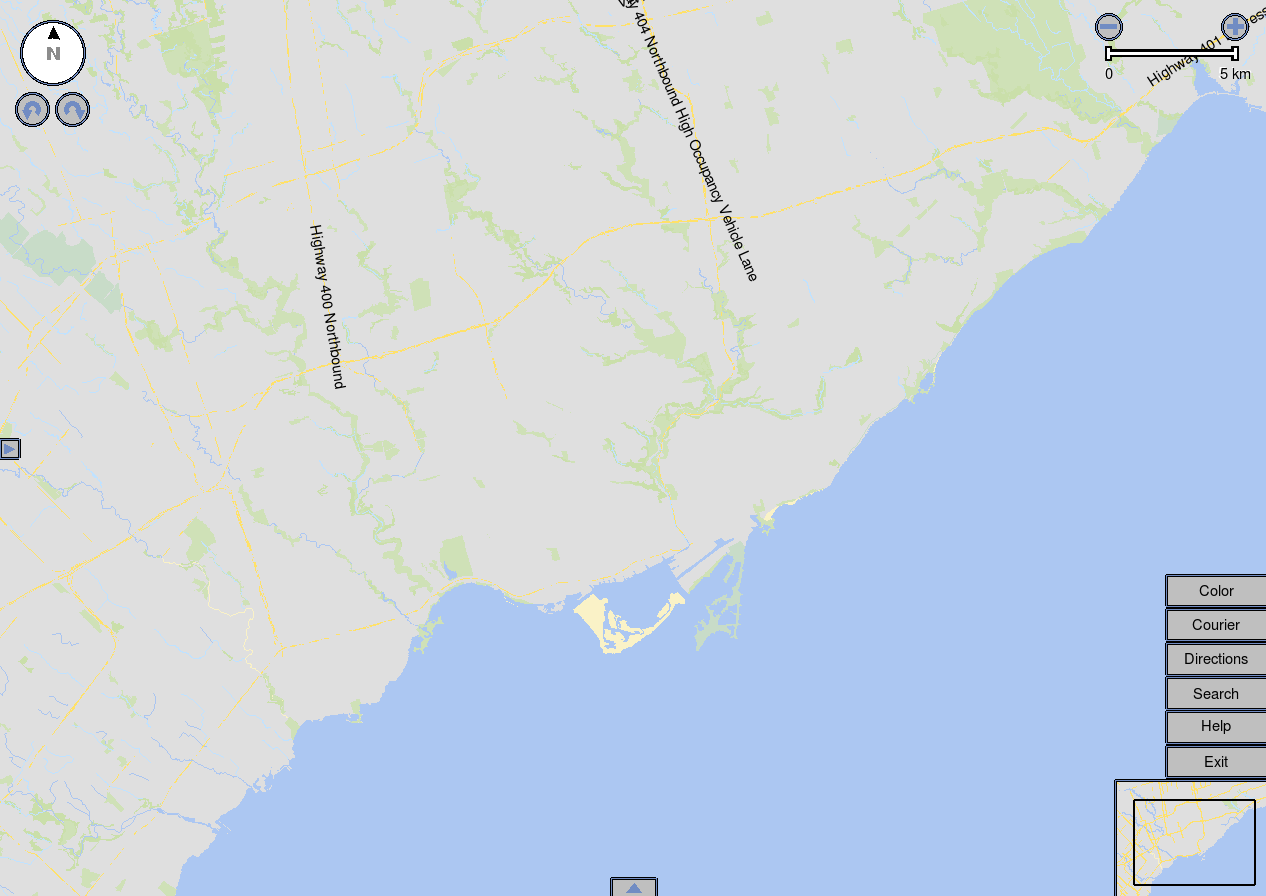 N
Highway 404 Northbound High Occupancy Vehicle Lane
Highway 401
0
5 km
Highway 400 Northbound
Color
Courier
Directions
Search
Help
Exit